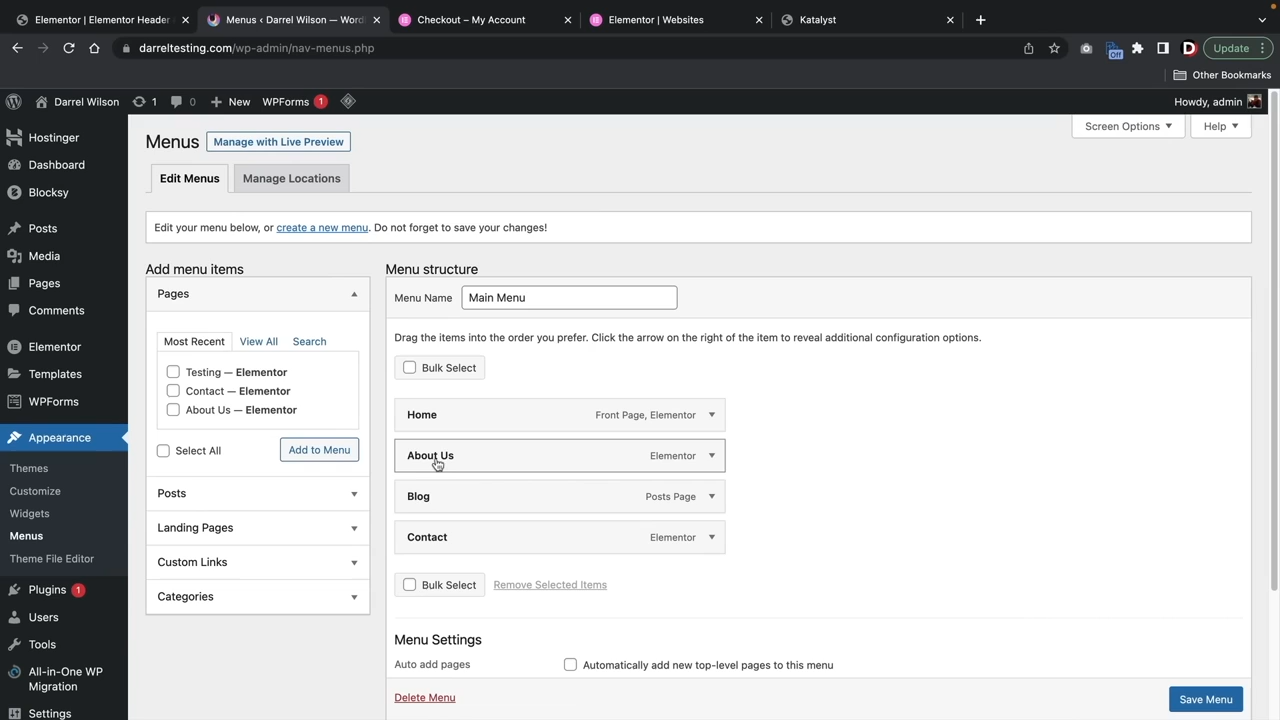 Elementor | Elementor Header
Menus ‹ Darrel Wilson — Word
Checkout – My Account
Elementor | Websites
Katalyst
darreltesting.com/wp-admin/nav-menus.php
Off
Update
Other Bookmarks
Darrel Wilson
1
0
New
WPForms 1
Howdy, admin
Hostinger
Dashboard
Blocksy
Posts
Media
Pages
Comments
Elementor
Templates
WPForms
Appearance
Themes
Customize
Widgets
Menus
Theme File Editor
Plugins 1
Users
Tools
All-in-One WP
Migration
Settings
Menus
Manage with Live Preview
Screen Options
Help
Edit Menus
Manage Locations
Edit your menu below, or create a new menu. Do not forget to save your changes!
Add menu items
Pages
Most Recent
View All
Search
Testing — Elementor
Contact — Elementor
About Us — Elementor
Select All
Add to Menu
Posts
Landing Pages
Custom Links
Categories
Menu structure
Menu Name
Main Menu
Drag the items into the order you prefer. Click the arrow on the right of the item to reveal additional configuration options.
Bulk Select
Home
Front Page, Elementor
About Us
Elementor
Blog
Posts Page
Contact
Elementor
Bulk Select
Remove Selected Items
Menu Settings
Auto add pages
Automatically add new top-level pages to this menu
Delete Menu
Save Menu